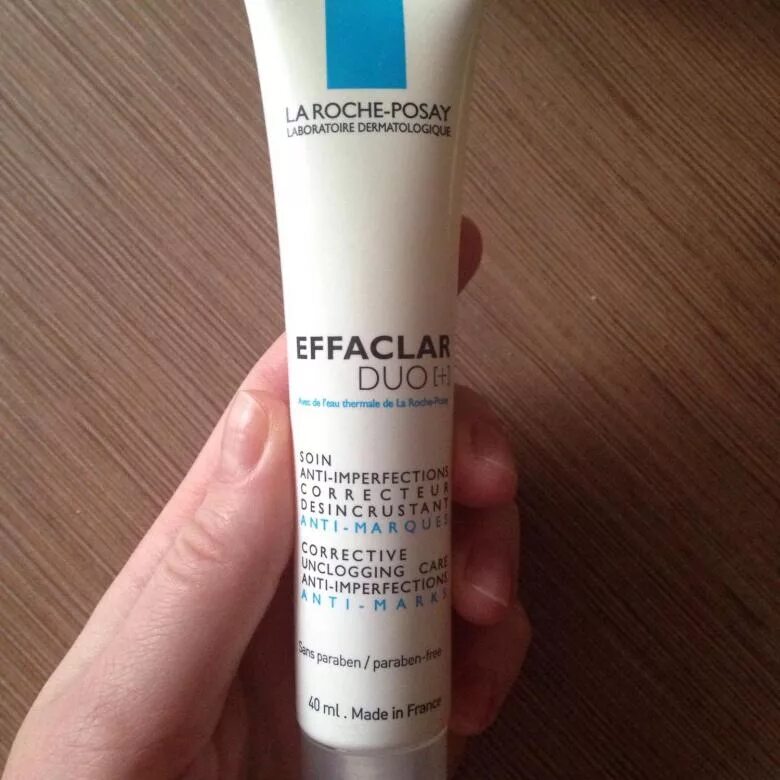 LA ROCHE-POSAY
LABORATOIRE DERMATOLOGIQUE
EFFACLAR
DUO [+]
Avec de l'eau thermale de La Roche-Posay
SOIN
ANTI-IMPERFECTIONS
CORRECTEUR
DESINCRUSTANT
ANTI-MARQUES
CORRECTIVE
UNCLOGGING CARE
ANTI-IMPERFECTIONS
ANTI-MARKS
Sans paraben / paraben-free
40 ml . Made in France